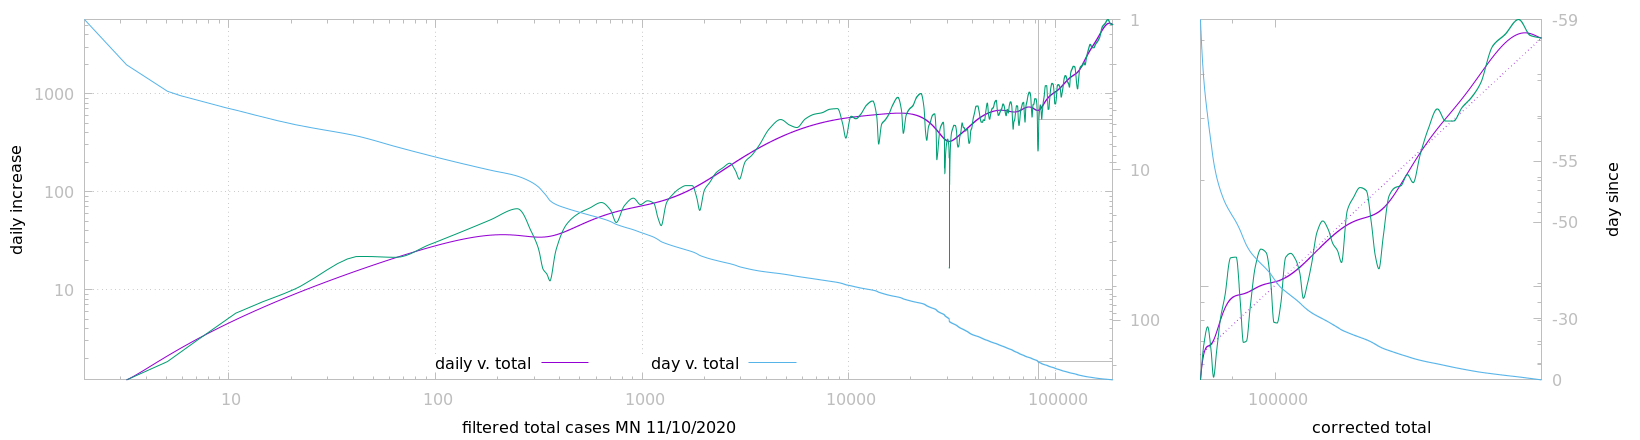 daily increase
1000
100
10
10
100
1000
10000
100000
filtered total cases MN 11/10/2020
daily v. total
day v. total
1
10
100
100000
corrected total
-59
-55
-50
-30
0
day since